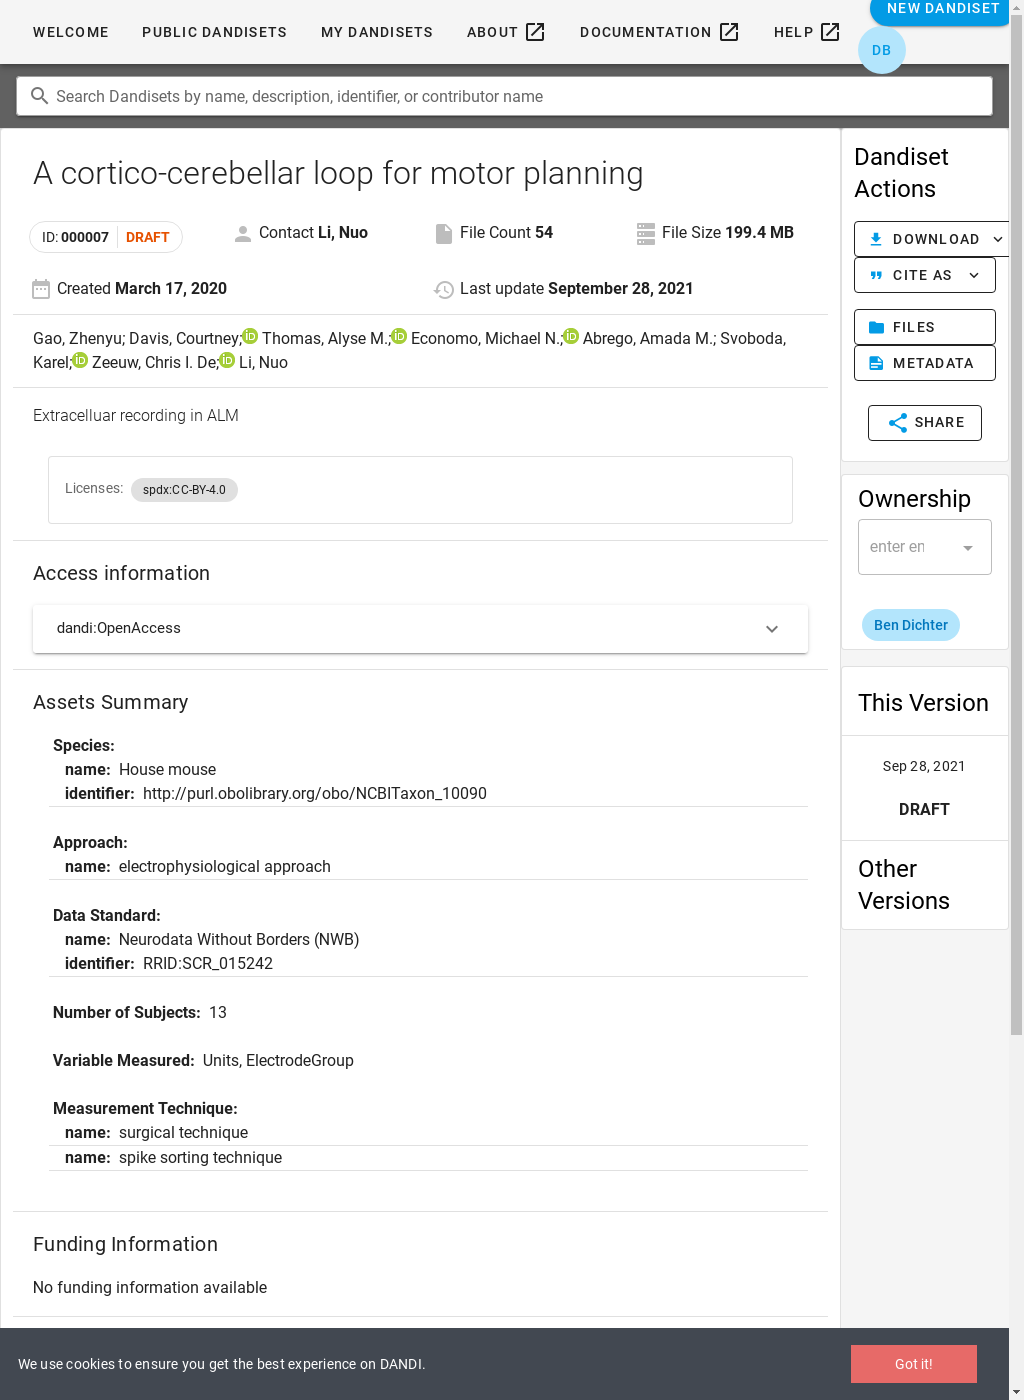 NEW DANDISET
WELCOME PUBLIC DANDISETS MY DANDISETS ABOUT DOCUMENTATION HELP
DB
Search Dandisets by name, description, identifier, or contributor name
A cortico-cerebellar loop for motor planning
ID: 000007 DRAFT
Contact Li, Nuo
File Count 54
File Size 199.4 MB
Created March 17, 2020
Last update September 28, 2021
Gao, Zhenyu; Davis, Courtney; iD Thomas, Alyse M.; iD Economo, Michael N.; iD Abrego, Amada M.; Svoboda,
Karel; iD Zeeuw, Chris I. De; iD Li, Nuo
Extracelluar recording in ALM
Licenses: spdx:CC-BY-4.0
Access information
dandi:OpenAccess
Assets Summary
Species:
name: House mouse
identifier: http://purl.obolibrary.org/obo/NCBITaxon_10090
Approach:
name: electrophysiological approach
Data Standard:
name: Neurodata Without Borders (NWB)
identifier: RRID:SCR_015242
Number of Subjects: 13
Variable Measured: Units, ElectrodeGroup
Measurement Technique:
name: surgical technique
name: spike sorting technique
Funding Information
No funding information available
Dandiset
Actions
DOWNLOAD
CITE AS
FILES
METADATA
SHARE
Ownership
enter en
Ben Dichter
This Version
Sep 28, 2021
DRAFT
Other
Versions
We use cookies to ensure you get the best experience on DANDI.
Got it!